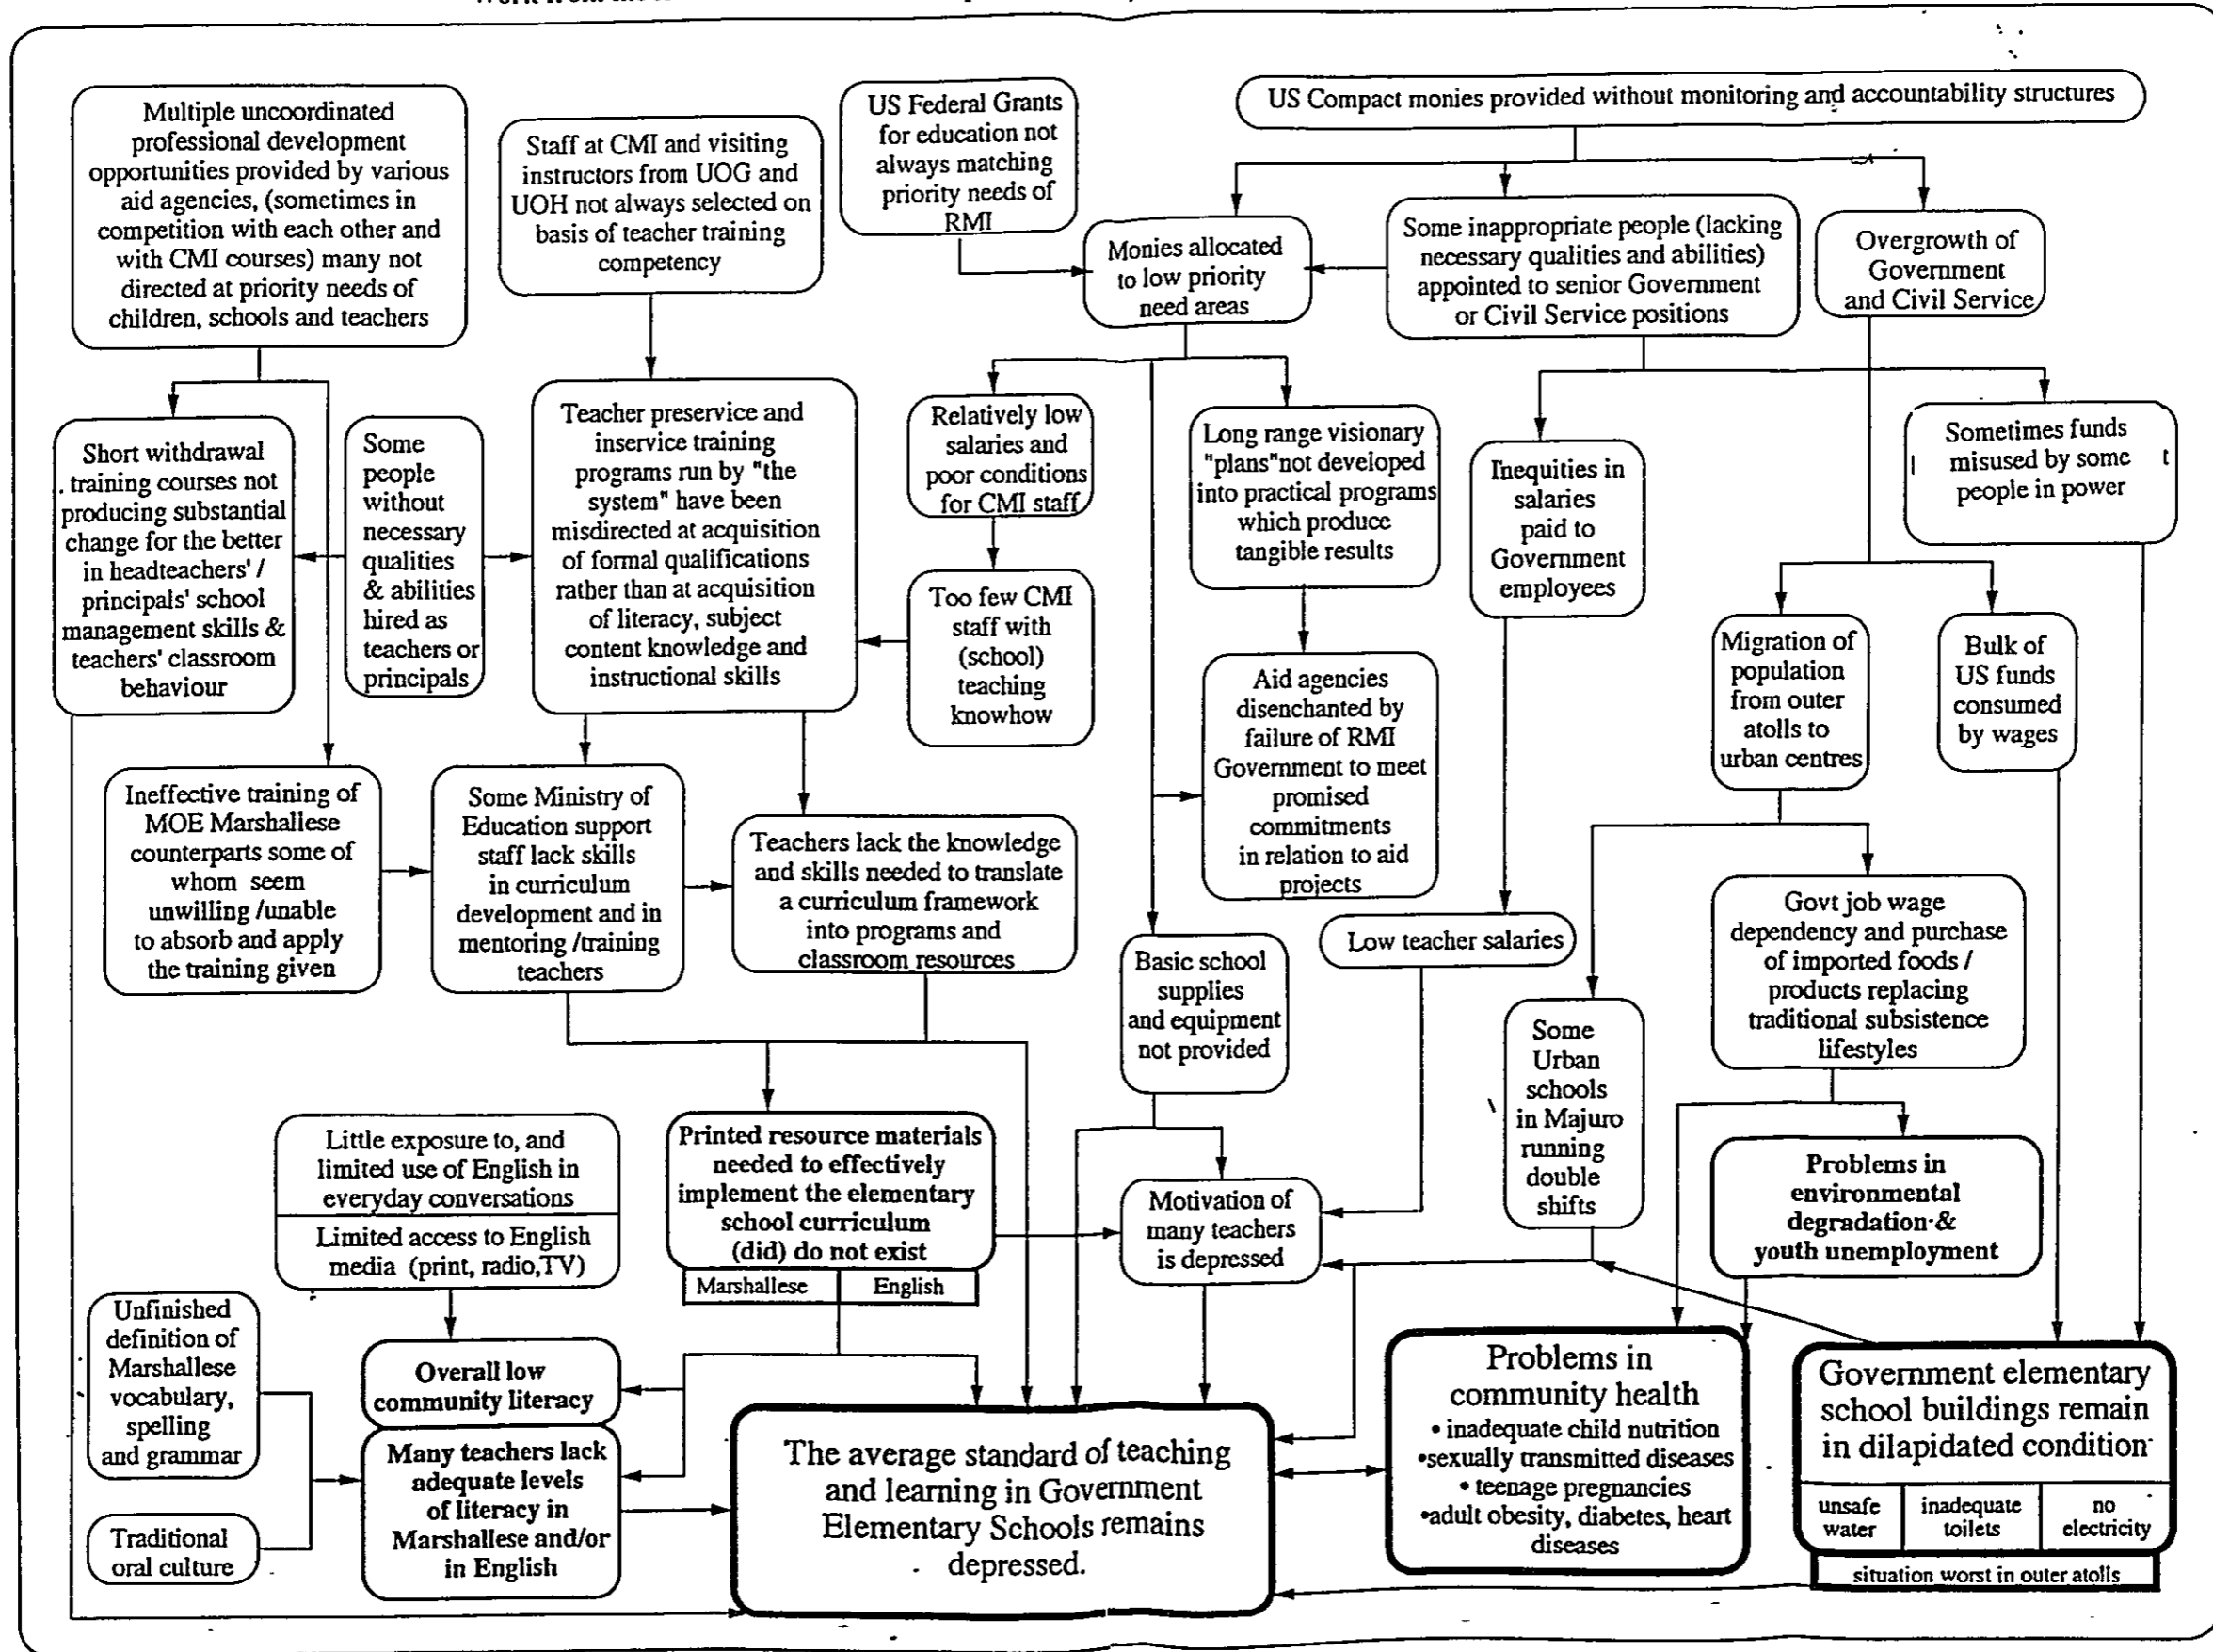 US Compact monies provided without monitoring and accountability structures
Multiple uncoordinated
professional development
opportunities provided by various
aid agencies, (sometimes in
competition with each other and
with CMI courses) many not
directed at priority needs of
children, schools and teachers
Staff at CMI and visiting
instructors from UOG and
UOH not always selected on
basis of teacher training
competency
US Federal Grants
for education not
always matching
priority needs of
RMI
Monies allocated
to low priority
need areas
Some inappropriate people (lacking
necessary qualities and abilities)
appointed to senior Government
or Civil Service positions
Overgrowth of
Government
and Civil Service
Short withdrawal
training courses not
producing substantial
change for the better
in headteachers' /
principals' school
management skills &
teachers' classroom
behaviour
Some
people
without
necessary
qualities
& abilities
hired as
teachers or
principals
Teacher preservice and
inservice training
programs run by "the
system" have been
misdirected at acquisition
of formal qualifications
rather than at acquisition
of literacy, subject
content knowledge and
instructional skills
Relatively low
salaries and
poor conditions
for CMI staff
Long range visionary
"plans"not developed
into practical programs
which produce
tangible results
Inequities in
salaries
paid to
Government
employees
Sometimes funds
misused by some
people in power
Too few CMI
staff with
(school)
teaching
knowhow
Aid agencies
disenchanted by
failure of RMI
Government to meet
promised
commitments
in relation to aid
projects
Migration of
population
from outer
atolls to
urban centres
Bulk of
US funds
consumed
by wages
Ineffective training of
MOE Marshallese
counterparts some of
whom seem
unwilling /unable
to absorb and apply
the training given
Some Ministry of
Education support
staff lack skills
in curriculum
development and in
mentoring /training
teachers
Teachers lack the knowledge
and skills needed to translate
a curriculum framework
into programs and
classroom resources
Basic school
supplies
and equipment
not provided
Low teacher salaries
Some
Urban
schools
in Majuro
running
double
shifts
Govt job wage
dependency and purchase
of imported foods /
products replacing
traditional subsistence
lifestyles
Little exposure to, and
limited use of English in
everyday conversations
Limited access to English
media (print, radio,TV)
Printed resource materials
needed to effectively
implement the elementary
school curriculum
(did) do not exist
Marshallese
English
Motivation of
many teachers
is depressed
Problems in
environmental
degradation &
youth unemployment
Unfinished
definition of
Marshallese
vocabulary,
spelling
and grammar
Traditional
oral culture
Overall low
community literacy
Many teachers lack
adequate levels
of literacy in
Marshallese and/or
in English
The average standard of teaching
and learning in Government
Elementary Schools remains
depressed.
Problems in
community health
• inadequate child nutrition
•sexually transmitted diseases
• teenage pregnancies
•adult obesity, diabetes, heart
diseases
Government elementary
school buildings remain
in dilapidated condition
unsafe
water
inadequate
toilets
no
electricity
situation worst in outer atolls